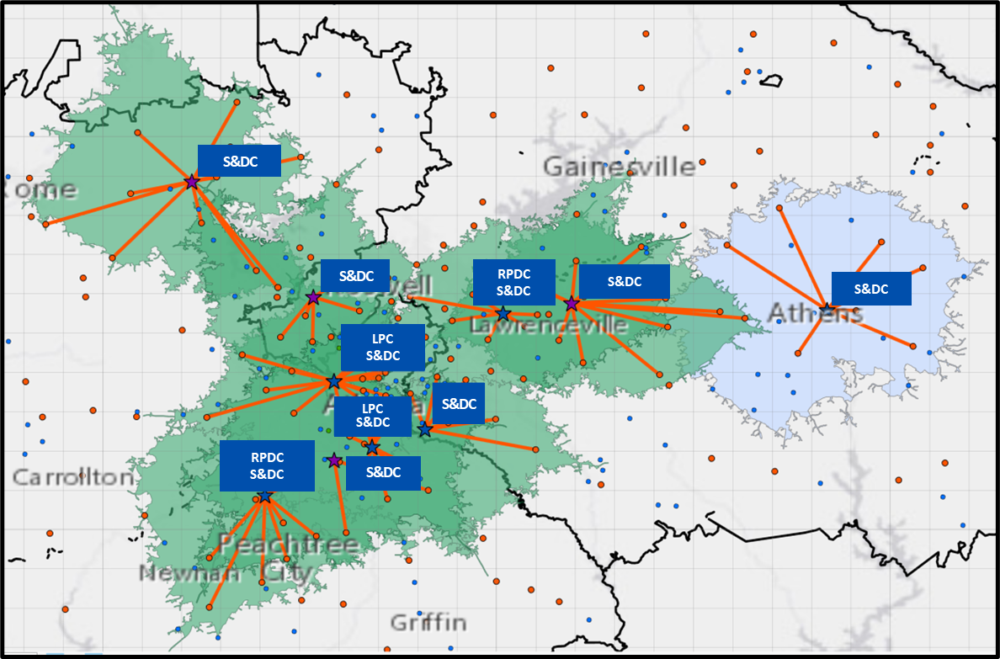 Gainesville
S&DC
ome
S&DC
RPDC
S&DC
S&DC
S&DC
Athens
Lawrenceville
LPC
S&DC
S&DC
LPC
S&DC
RPDC
S&DC
S&DC
Carrollton
Peachtree
City
Newnan
Griffin